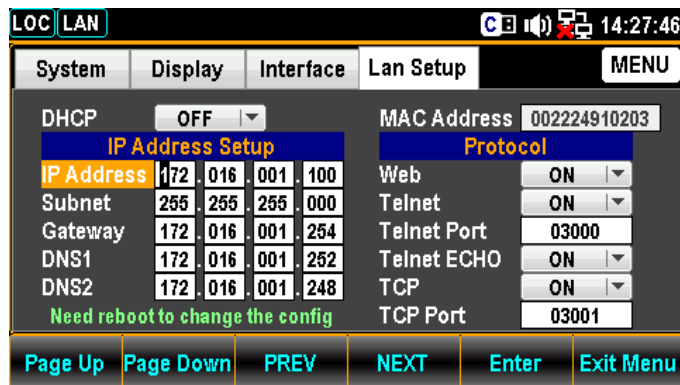 LOC LAN C 14:27:46
System Display Interface Lan Setup MENU
DHCP OFF
IP Address Setup
IP Address 172 . 016 . 001 . 100
Subnet 255 . 255 . 255 . 000
Gateway 172 . 016 . 001 . 254
DNS1 172 . 016 . 001 . 252
DNS2 172 . 016 . 001 . 248
Need reboot to change the config
MAC Address 002224910203
Protocol
Web ON
Telnet ON
Telnet Port 03000
Telnet ECHO ON
TCP ON
TCP Port 03001
Page Up Page Down PREV NEXT Enter Exit Menu